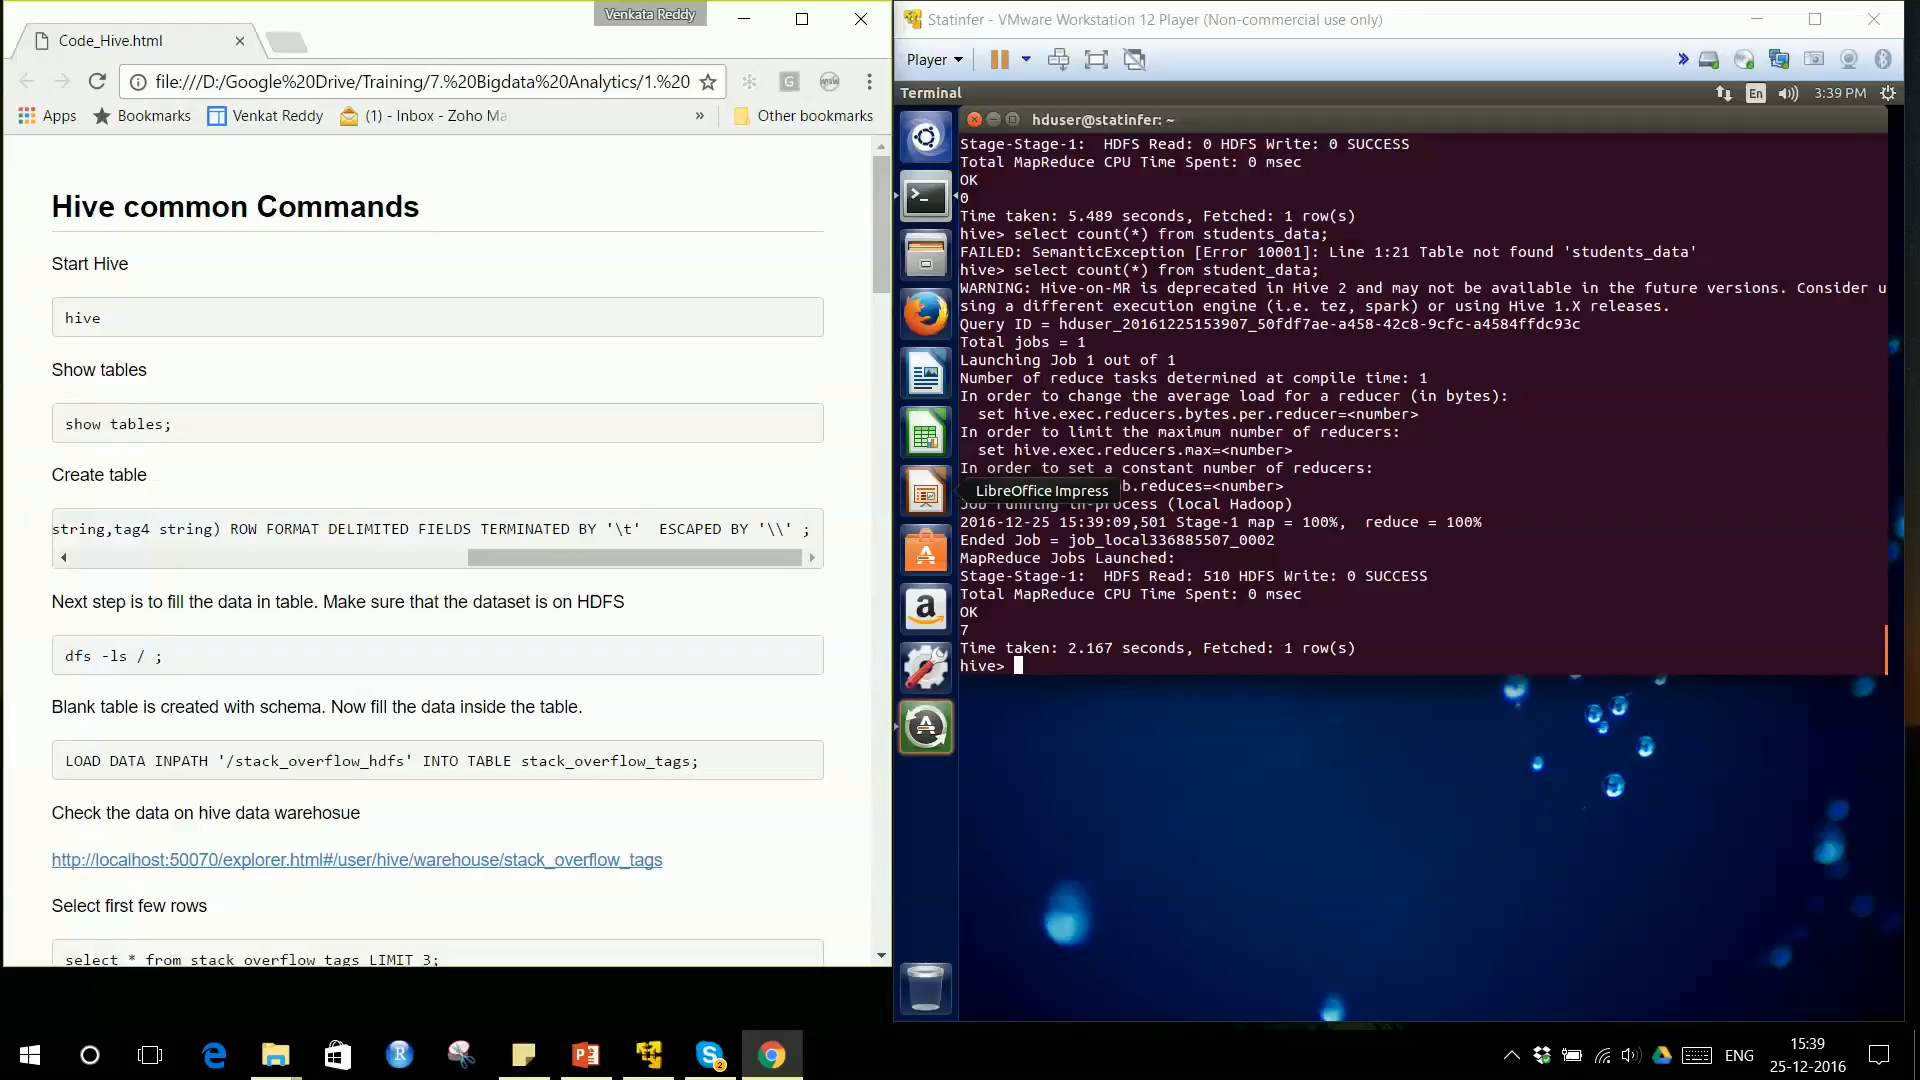 Venkata Reddy
Code_Hive.html
file:///D:/Google%20Drive/Training/7.%20Bigdata%20Analytics/1.%20
Apps
Bookmarks
Venkat Reddy
(1) - Inbox - Zoho Ma
»
Other bookmarks
Hive common Commands
Start Hive
hive
Show tables
show tables;
Create table
string,tag4 string) ROW FORMAT DELIMITED FIELDS TERMINATED BY '\t'  ESCAPED BY '\\' ;
Next step is to fill the data in table. Make sure that the dataset is on HDFS
dfs -ls / ;
Blank table is created with schema. Now fill the data inside the table.
LOAD DATA INPATH '/stack_overflow_hdfs' INTO TABLE stack_overflow_tags;
Check the data on hive data warehosue
http://localhost:50070/explorer.html#/user/hive/warehouse/stack_overflow_tags
Select first few rows
select * from stack_overflow_tags LIMIT 3;
Statinfer - VMware Workstation 12 Player (Non-commercial use only)
Player
Terminal
En
3:39 PM
hduser@statinfer: ~
Stage-Stage-1:  HDFS Read: 0 HDFS Write: 0 SUCCESS
Total MapReduce CPU Time Spent: 0 msec
OK
0
Time taken: 5.489 seconds, Fetched: 1 row(s)
hive> select count(*) from students_data;
FAILED: SemanticException [Error 10001]: Line 1:21 Table not found 'students_data'
hive> select count(*) from student_data;
WARNING: Hive-on-MR is deprecated in Hive 2 and may not be available in the future versions. Consider u
sing a different execution engine (i.e. tez, spark) or using Hive 1.X releases.
Query ID = hduser_20161225153907_50fdf7ae-a458-42c8-9cfc-a4584ffdc93c
Total jobs = 1
Launching Job 1 out of 1
Number of reduce tasks determined at compile time: 1
In order to change the average load for a reducer (in bytes):
  set hive.exec.reducers.bytes.per.reducer=<number>
In order to limit the maximum number of reducers:
  set hive.exec.reducers.max=<number>
In order to set a constant number of reducers:
LibreOffice Impress
b.reduces=<number>
Job running in-process (local Hadoop)
2016-12-25 15:39:09,501 Stage-1 map = 100%,  reduce = 100%
Ended Job = job_local336885507_0002
MapReduce Jobs Launched:
Stage-Stage-1:  HDFS Read: 510 HDFS Write: 0 SUCCESS
Total MapReduce CPU Time Spent: 0 msec
OK
7
Time taken: 2.167 seconds, Fetched: 1 row(s)
hive>
ENG
15:39
25-12-2016